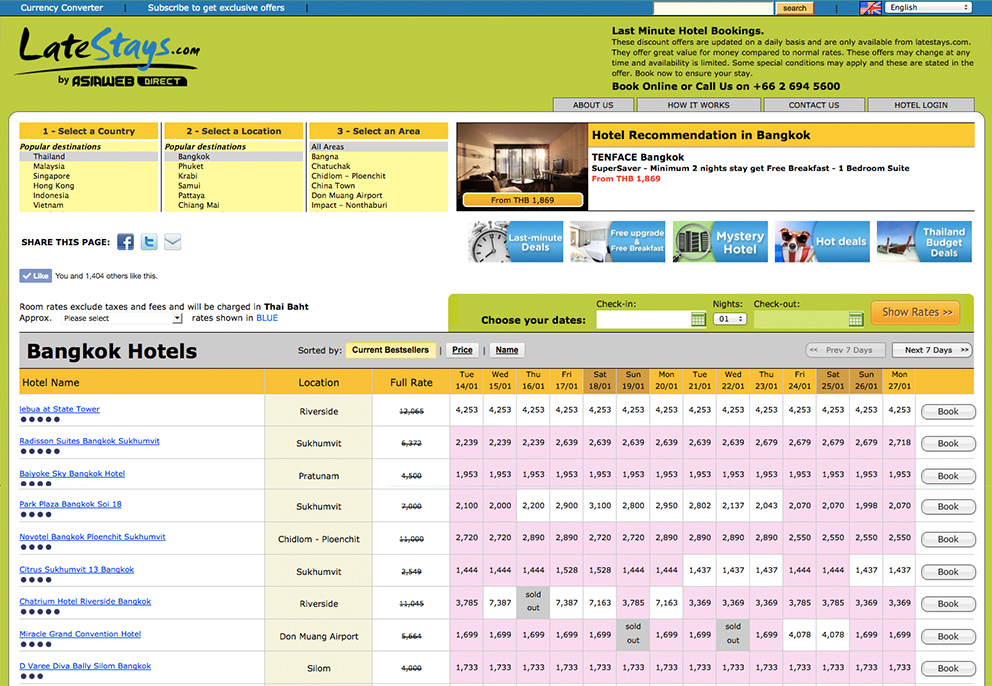 Currency Converter | Subscribe to get exclusive offers | search | English
LateStays.com
by ASIAWEB DIRECT
Last Minute Hotel Bookings.
These discount offers are updated on a daily basis and are only available from latestays.com.
They offer great value for money compared to normal rates. These offers may change at any
time and availability is limited. Some special conditions may apply and these are stated in the
offer. Book now to ensure your stay.
Book Online or Call Us on +66 2 694 5600
ABOUT US HOW IT WORKS CONTACT US HOTEL LOGIN
1 - Select a Country
Popular destinations
Thailand
Malaysia
Singapore
Hong Kong
Indonesia
Vietnam
2 - Select a Location
Popular destinations
Bangkok
Phuket
Krabi
Samui
Pattaya
Chiang Mai
3 - Select an Area
All Areas
Bangna
Chatuchak
Chidlom - Ploenchit
China Town
Don Muang Airport
Impact - Nonthaburi
From THB 1,869
Hotel Recommendation in Bangkok
TENFACE Bangkok
SuperSaver - Minimum 2 nights stay get Free Breakfast - 1 Bedroom Suite
From THB 1,869
SHARE THIS PAGE:
Last-minute
Deals
Free upgrade
& Free Breakfast
Mystery
Hotel
Hot deals
Thailand
Budget
Deals
Like You and 1,404 others like this.
Room rates exclude taxes and fees and will be charged in Thai Baht
Approx. Please select rates shown in BLUE
Choose your dates:
Check-in:
Nights:
01
Check-out:
Show Rates >>
Bangkok Hotels Sorted by: Current Bestsellers | Price | Name << Prev 7 Days Next 7 Days >>
Hotel Name Location Full Rate Tue 14/01 Wed 15/01 Thu 16/01 Fri 17/01 Sat 18/01 Sun 19/01 Mon 20/01 Tue 21/01 Wed 22/01 Thu 23/01 Fri 24/01 Sat 25/01 Sun 26/01 Mon 27/01
lebua at State Tower Riverside 12,065 4,253 4,253 4,253 4,253 4,253 4,253 4,253 4,253 4,253 4,253 4,253 4,253 4,253 4,253 Book
Radisson Suites Bangkok Sukhumvit Sukhumvit 6,372 2,239 2,239 2,239 2,639 2,639 2,639 2,639 2,639 2,639 2,679 2,679 2,679 2,679 2,718 Book
Baiyoke Sky Bangkok Hotel Pratunam 4,500 1,953 1,953 1,953 1,953 1,953 1,953 1,953 1,953 1,953 1,953 1,953 1,953 1,953 1,953 Book
Park Plaza Bangkok Soi 18 Sukhumvit 7,000 2,100 2,000 2,200 2,900 3,100 2,800 2,950 2,802 2,137 2,043 2,070 2,070 1,998 2,070 Book
Novotel Bangkok Ploenchit Sukhumvit Chidlom - Ploenchit 11,000 2,720 2,720 2,890 2,890 2,720 2,720 2,890 2,890 2,890 2,890 2,550 2,550 2,550 2,550 Book
Citrus Sukhumvit 13 Bangkok Sukhumvit 2,549 1,444 1,444 1,444 1,528 1,528 1,444 1,444 1,437 1,437 1,437 1,444 1,444 1,437 1,437 Book
Chatrium Hotel Riverside Bangkok Riverside 11,045 3,785 7,387 sold out 7,387 7,163 3,785 7,163 3,369 3,369 3,369 3,785 3,785 3,369 3,369 Book
Miracle Grand Convention Hotel Don Muang Airport 5,664 1,699 1,699 1,699 1,699 1,699 sold out 1,699 1,699 sold out 1,699 4,078 4,078 1,699 1,699 Book
D Varee Diva Bally Silom Bangkok Silom 4,000 1,733 1,733 1,733 1,733 1,733 1,733 1,733 1,733 1,733 1,733 1,733 1,733 1,733 1,733 Book